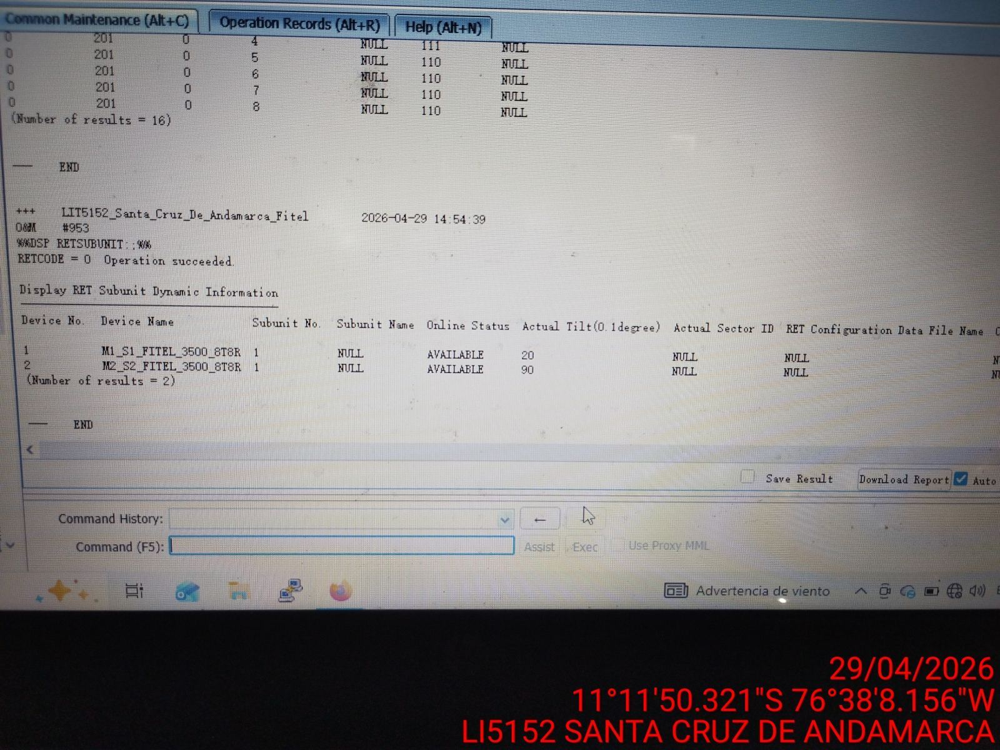 Common Maintenance (Alt+C) Operation Records (Alt+R) Help (Alt+N)
0 201 0 4 NULL 111 NULL
0 201 0 5 NULL 110 NULL
0 201 0 6 NULL 110 NULL
0 201 0 7 NULL 110 NULL
0 201 0 8 NULL 110 NULL
(Number of results = 16)
--- END
+++ LIT5152_Santa_Cruz_De_Andamarca_Fitel 2026-04-29 14:54:39
O&M #953
%%DSP RETSUBUNIT:;%%
RETCODE = 0 Operation succeeded.
Display RET Subunit Dynamic Information
Device No. Device Name Subunit No. Subunit Name Online Status Actual Tilt(0.1degree) Actual Sector ID RET Configuration Data File Name C
1 M1_S1_FITEL_3500_8T8R 1 NULL AVAILABLE 20 NULL NULL N
2 M2_S2_FITEL_3500_8T8R 1 NULL AVAILABLE 90 NULL NULL N
(Number of results = 2)
--- END
Save Result Download Report Auto
Command History:
Command (F5): Assist Exec Use Proxy MML
Advertencia de viento
29/04/2026
11°11'50.321"S 76°38'8.156"W
LI5152 SANTA CRUZ DE ANDAMARCA